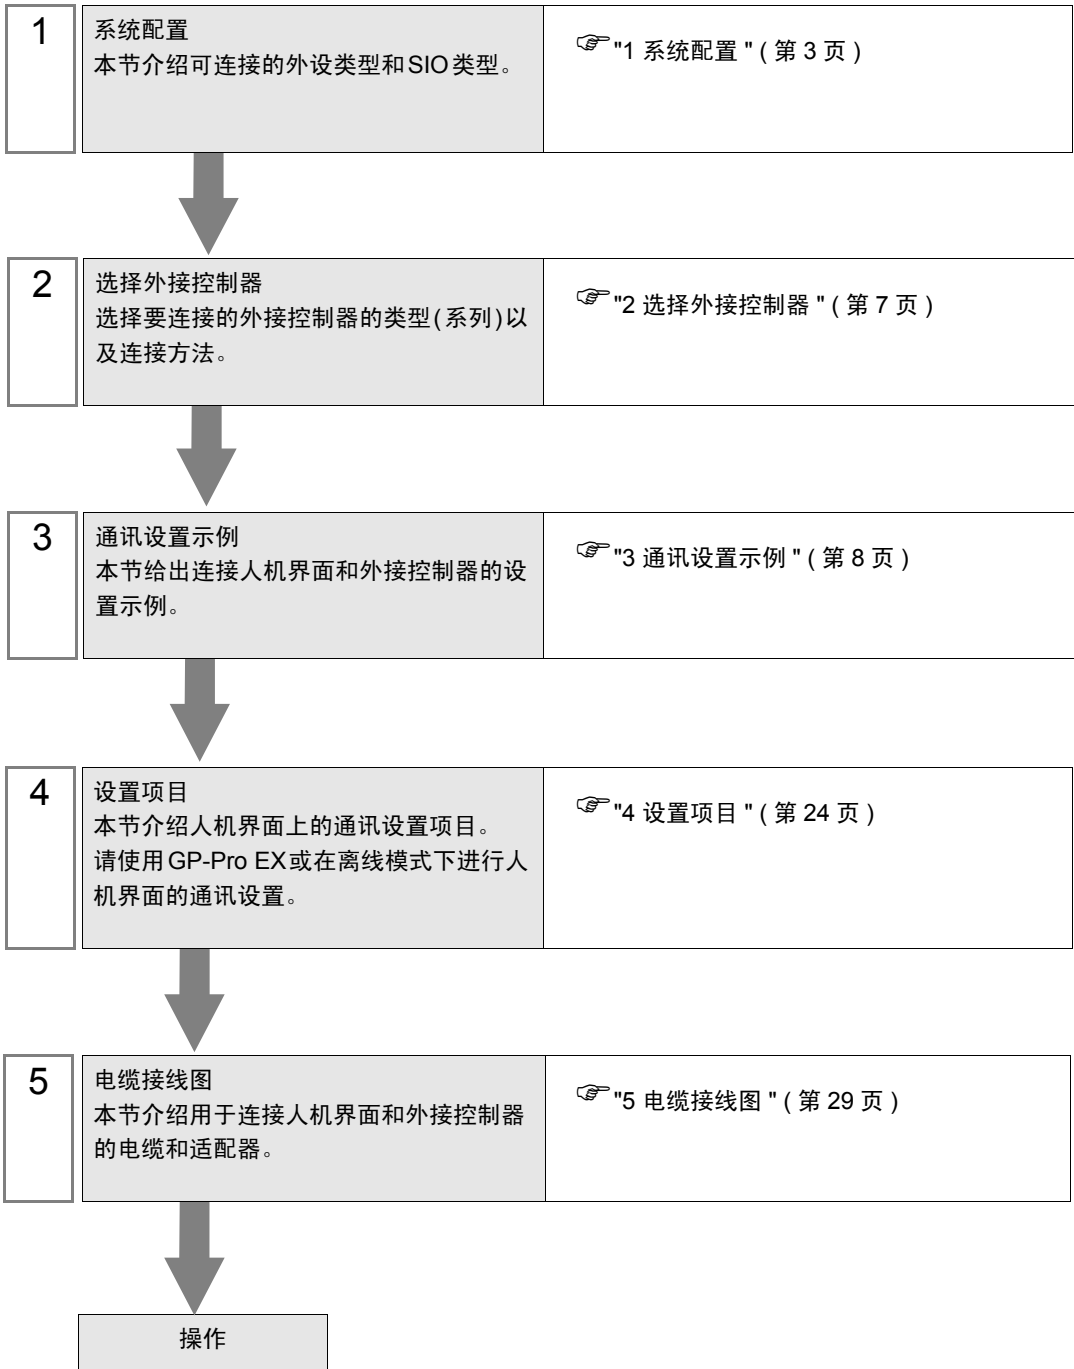 1
系统配置
本节介绍可连接的外设类型和SIO类型。
"1 系统配置 " ( 第 3 页 )
2
选择外接控制器
选择要连接的外接控制器的类型(系列)以
及连接方法。
"2 选择外接控制器 " ( 第 7 页 )
3
通讯设置示例
本节给出连接人机界面和外接控制器的设
置示例。
"3 通讯设置示例 " ( 第 8 页 )
4
设置项目
本节介绍人机界面上的通讯设置项目。
请使用GP-Pro EX或在离线模式下进行人
机界面的通讯设置。
"4 设置项目 " ( 第 24 页 )
5
电缆接线图
本节介绍用于连接人机界面和外接控制器
的电缆和适配器。
"5 电缆接线图 " ( 第 29 页 )
操作